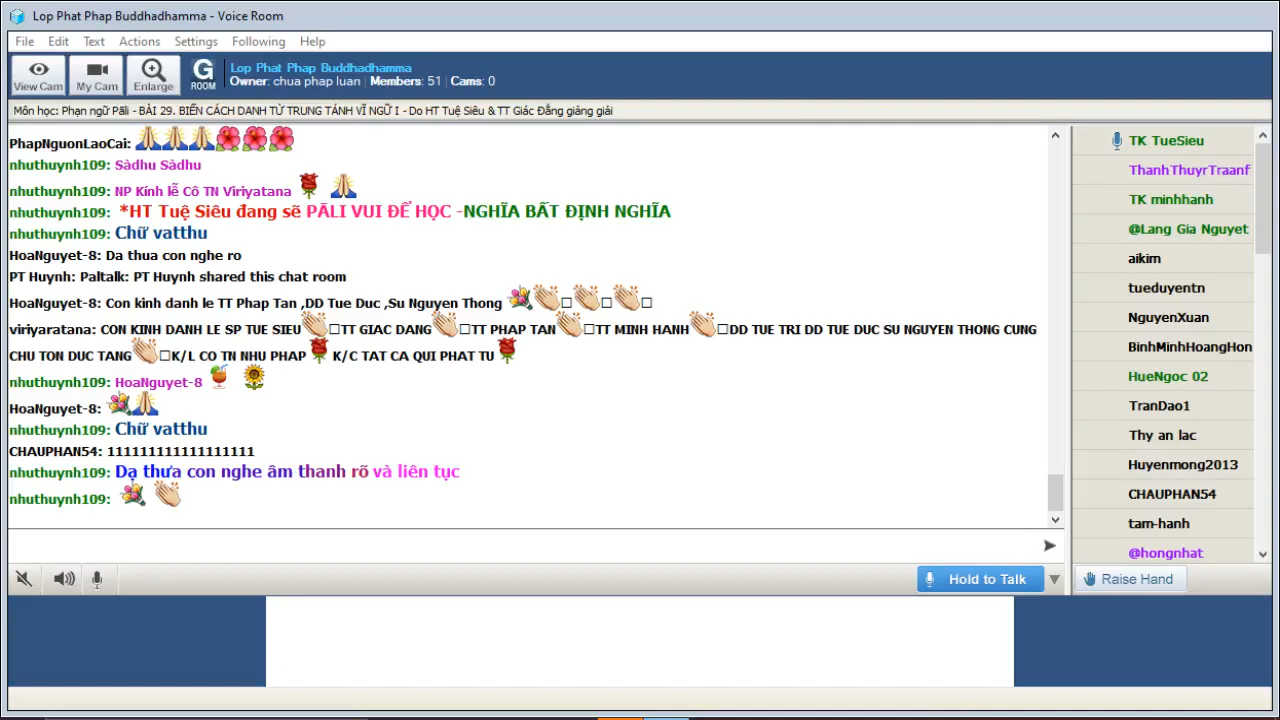 Lop Phat Phap Buddhadhamma - Voice Room
File Edit Text Actions Settings Following Help
View Cam My Cam Enlarge G ROOM
Lop Phat Phap Buddhadhamma
Owner: chua phap luan Members: 51 Cams: 0
Môn học: Phạn ngữ Pāli - BÀI 29. BIẾN CÁCH DANH TỪ TRUNG TÁNH VĨ NGỮ I - Do HT Tuệ Siêu & TT Giác Đẳng giảng giải
PhapNguonLaoCai:
nhuthuynh109: Sàdhu Sàdhu
nhuthuynh109: NP Kính lễ Cô TN Viriyatana
nhuthuynh109: *HT Tuệ Siêu đang sẽ PĀLI VUI ĐỂ HỌC -NGHĨA BẤT ĐỊNH NGHĨA
nhuthuynh109: Chữ vatthu
HoaNguyet-8: Da thua con nghe ro
PT Huynh: Paltalk: PT Huynh shared this chat room
HoaNguyet-8: Con kinh danh le TT Phap Tan ,DD Tue Duc ,Su Nguyen Thong
viriyaratana: CON KINH DANH LE SP TUE SIEU TT GIAC DANG TT PHAP TAN TT MINH HANH DD TUE TRI DD TUE DUC SU NGUYEN THONG CUNG
CHU TON DUC TANG K/L CO TN NHU PHAP K/C TAT CA QUI PHAT TU
nhuthuynh109: HoaNguyet-8
HoaNguyet-8:
nhuthuynh109: Chữ vatthu
CHAUPHAN54: 111111111111111111
nhuthuynh109: Dạ thưa con nghe âm thanh rõ và liên tục
nhuthuynh109:
Hold to Talk
TK TueSieu
ThanhThuyrTraanf
TK minhhanh
@Lang Gia Nguyet
aikim
tueduyentn
NguyenXuan
BinhMinhHoangHon
HueNgoc 02
TranDao1
Thy an lac
Huyenmong2013
CHAUPHAN54
tam-hanh
@hongnhat
Raise Hand